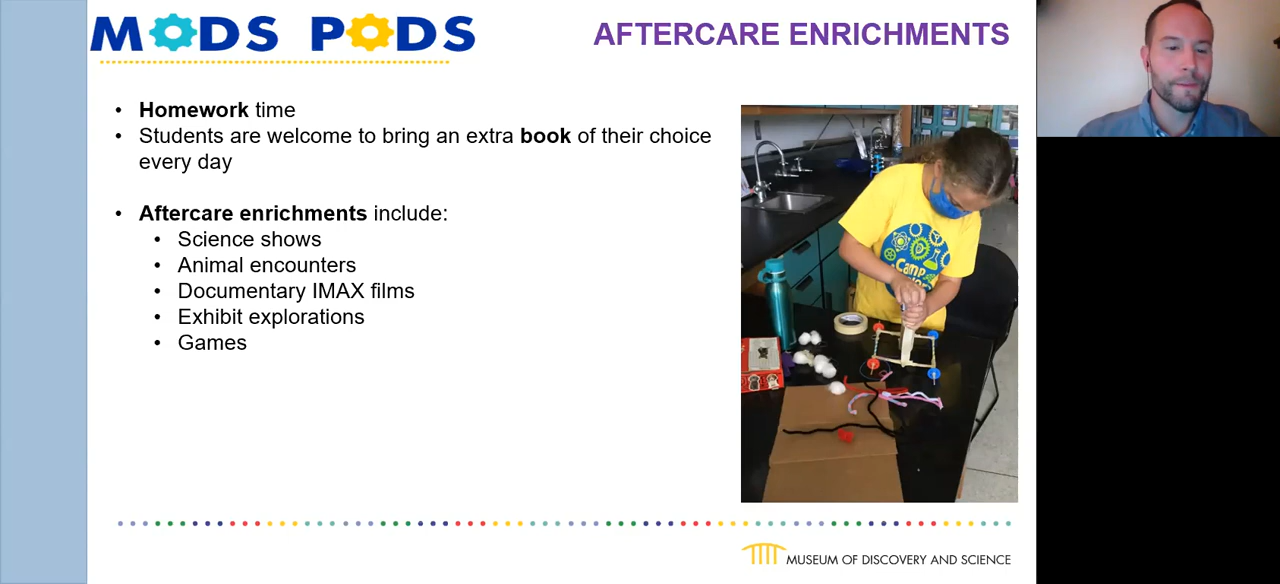 MODS PODS
AFTERCARE ENRICHMENTS
• Homework time
• Students are welcome to bring an extra book of their choice
every day
• Aftercare enrichments include:
• Science shows
• Animal encounters
• Documentary IMAX films
• Exhibit explorations
• Games
Camp
MUSEUM OF DISCOVERY AND SCIENCE